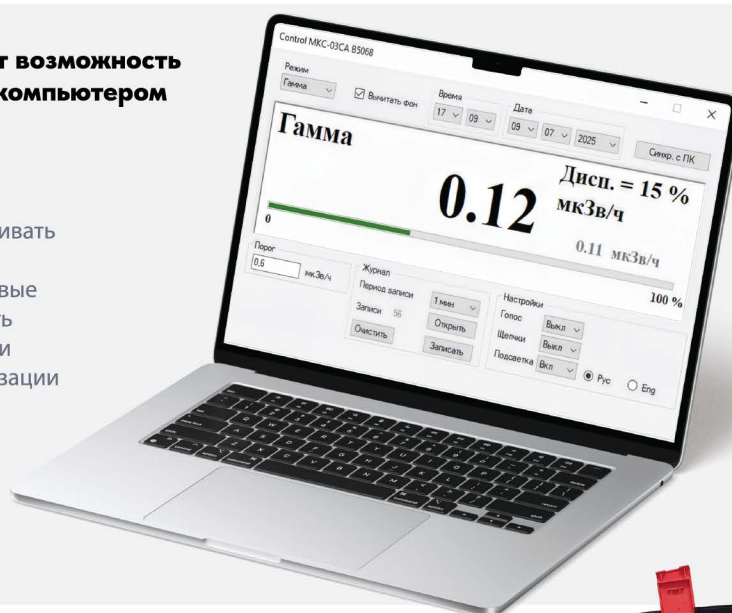 т возможность
компьютером
ивать
вые
ть
и
зации
Control МКС-03СА B5068
Режим
Гамма
Вычитать фон
Время
17 09
Дата
09 07 2025
Синхр. с ПК
Гамма
0.12
Дисп. = 15 %
мкЗв/ч
0.11 мкЗв/ч
0
100 %
Порог
0,6 мкЗв/ч
Журнал
Период записи 1 мин
Записи 56 Открыть
Очистить Записать
Настройки
Голос Выкл
Щелчки Выкл
Подсветка Вкл
Рус Eng